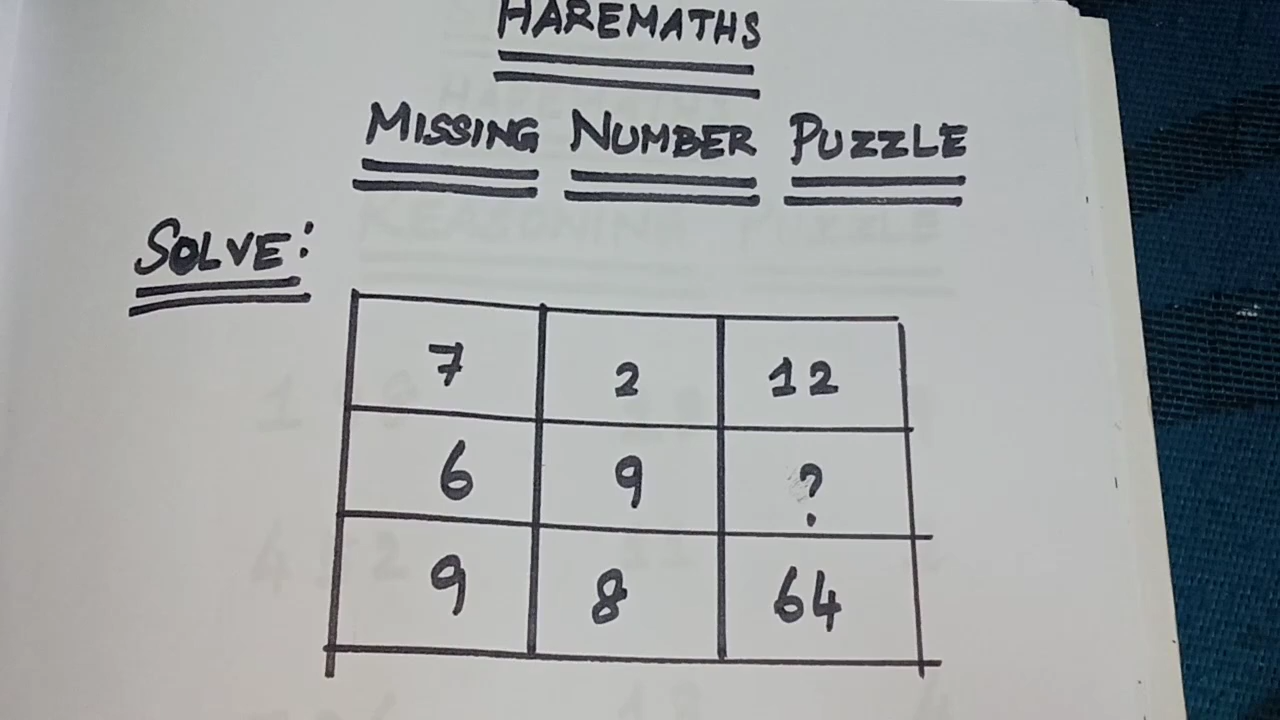 HAREMATHS
MISSING NUMBER PUZZLE
SOLVE:
7 2 12
6 9 ?
9 8 64